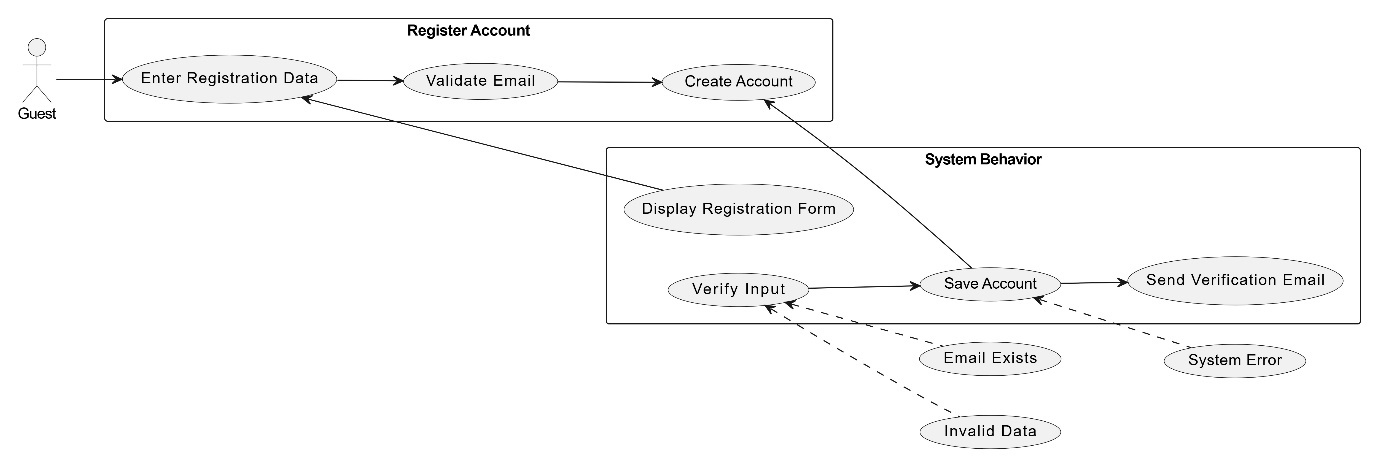 Register Account
Guest
Enter Registration Data
Validate Email
Create Account
System Behavior
Display Registration Form
Verify Input
Save Account
Send Verification Email
Email Exists
System Error
Invalid Data